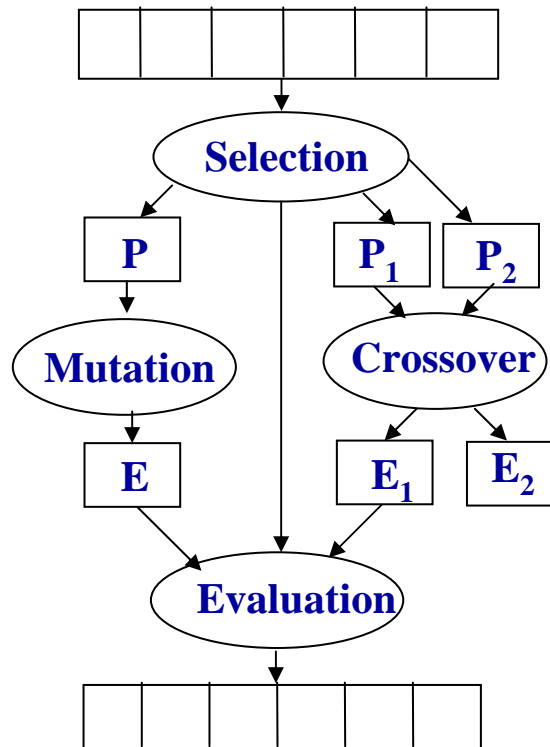 Selection
P
P₁
P₂
Mutation
Crossover
E
E₁
E₂
Evaluation